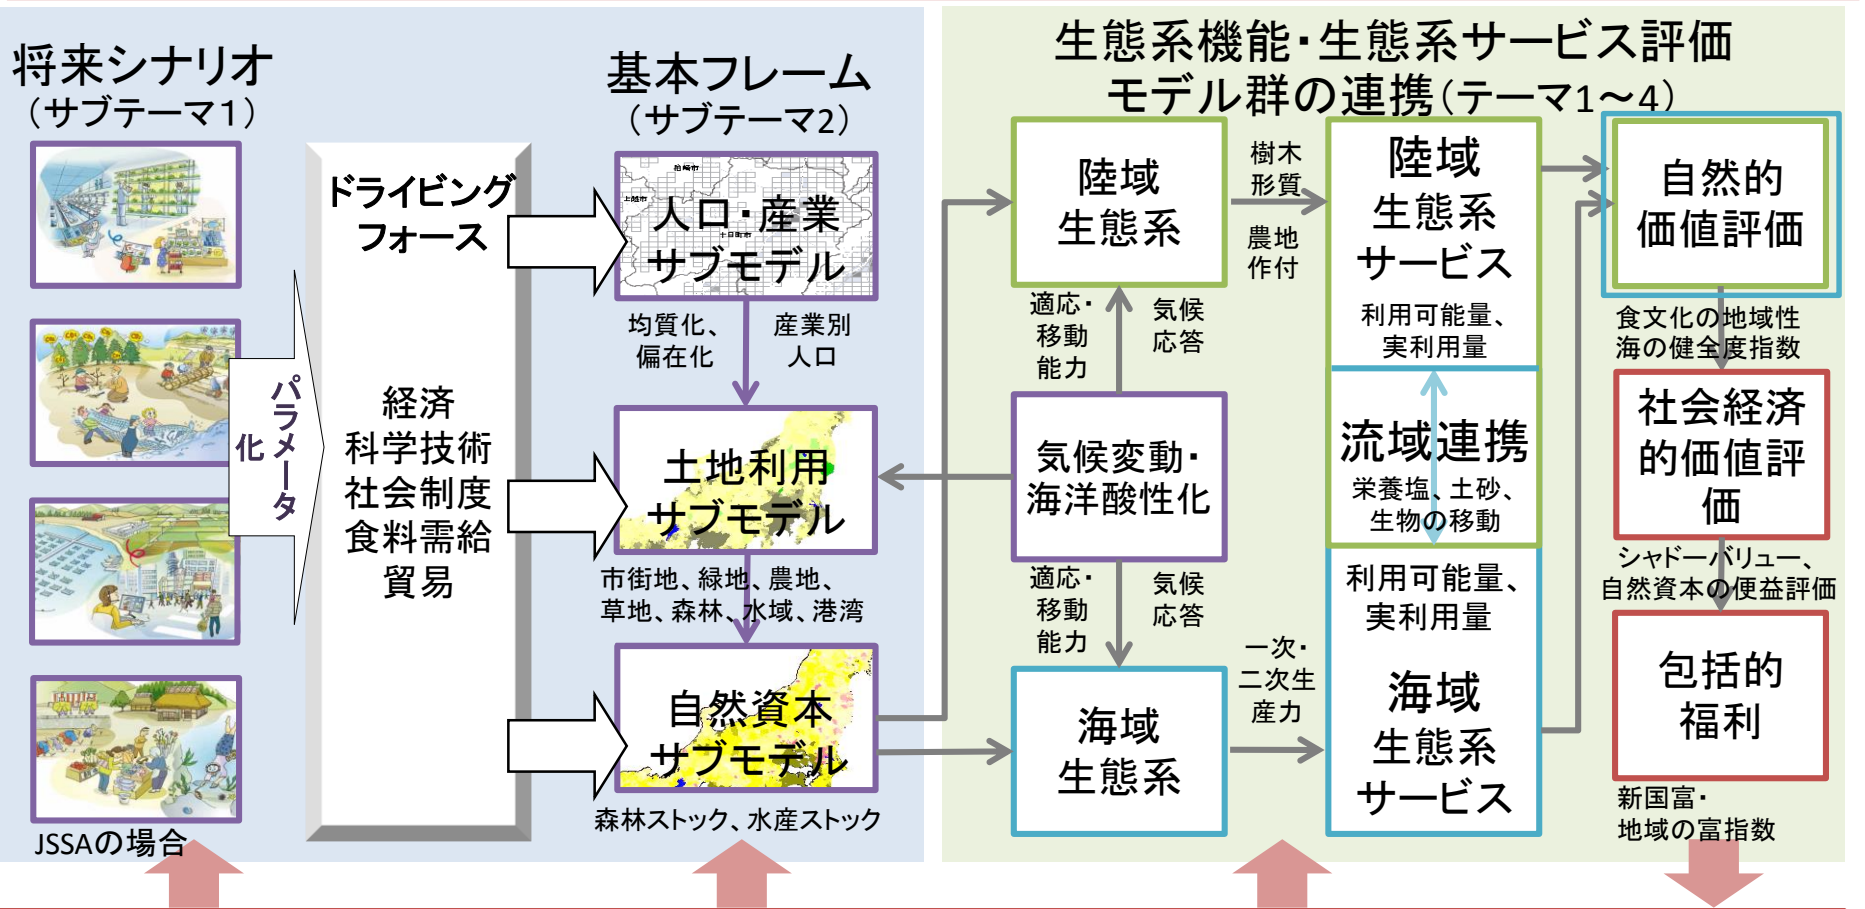 将来シナリオ
（サブテーマ1）
パラメータ
化
JSSAの場合
ドライビング
フォース
経済
科学技術
社会制度
食料需給
貿易
基本フレーム
（サブテーマ2）
柏崎市
上越市
十日町市
人口・産業
サブモデル
均質化、
偏在化
産業別
人口
土地利用
サブモデル
市街地、緑地、農地、
草地、森林、水域、港湾
自然資本
サブモデル
森林ストック、水産ストック
生態系機能・生態系サービス評価
モデル群の連携（テーマ1～4）
陸域
生態系
樹木
形質
農地
作付
適応・
移動
能力
気候
応答
気候変動・
海洋酸性化
適応・
移動
能力
気候
応答
海域
生態系
一次・
二次生
産力
陸域
生態系
サービス
利用可能量、
実利用量
流域連携
栄養塩、土砂、
生物の移動
利用可能量、
実利用量
海域
生態系
サービス
自然的
価値評価
食文化の地域性
海の健全度指数
社会経済
的価値評
価
シャドーバリュー、
自然資本の便益評価
包括的
福利
新国富・
地域の富指数